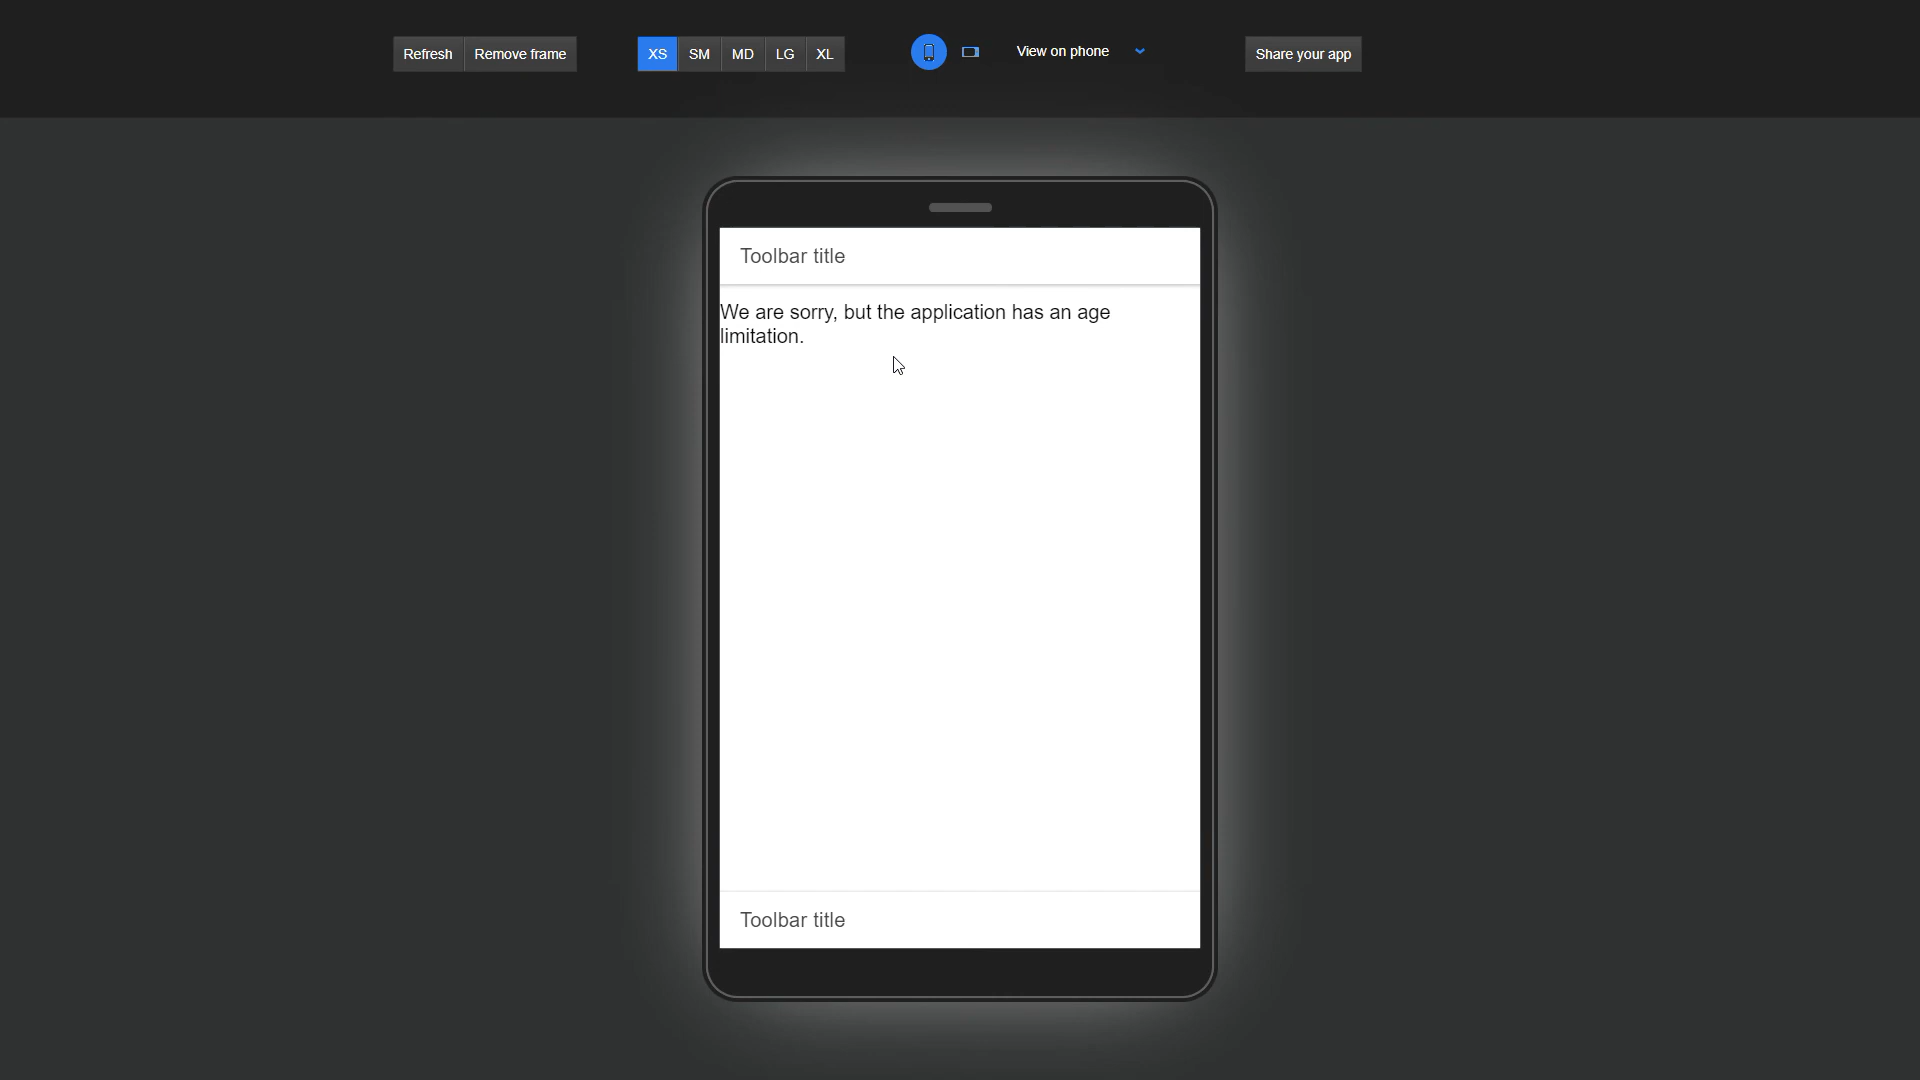 Refresh Remove frame XS SM MD LG XL View on phone Share your app
Toolbar title
We are sorry, but the application has an age
limitation.
Toolbar title